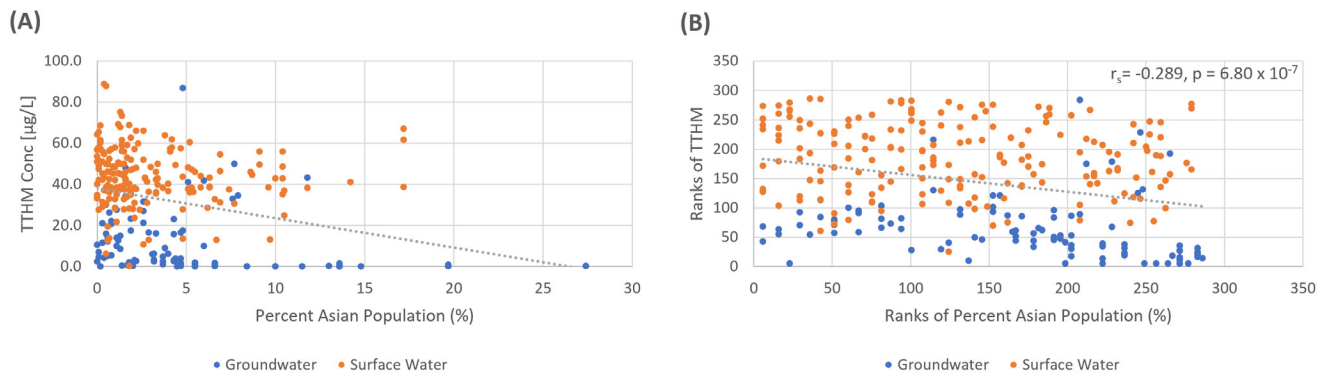 (A)
100.0
80.0
60.0
40.0
20.0
0.0
TTHM Conc [µg/L]
0 5 10 15 20 25 30
Percent Asian Population (%)
Groundwater Surface Water
(B)
rs= -0.289, p = 6.80 x 10-7
350
300
250
200
150
100
50
0
Ranks of TTHM
0 50 100 150 200 250 300 350
Ranks of Percent Asian Population (%)
Groundwater Surface Water